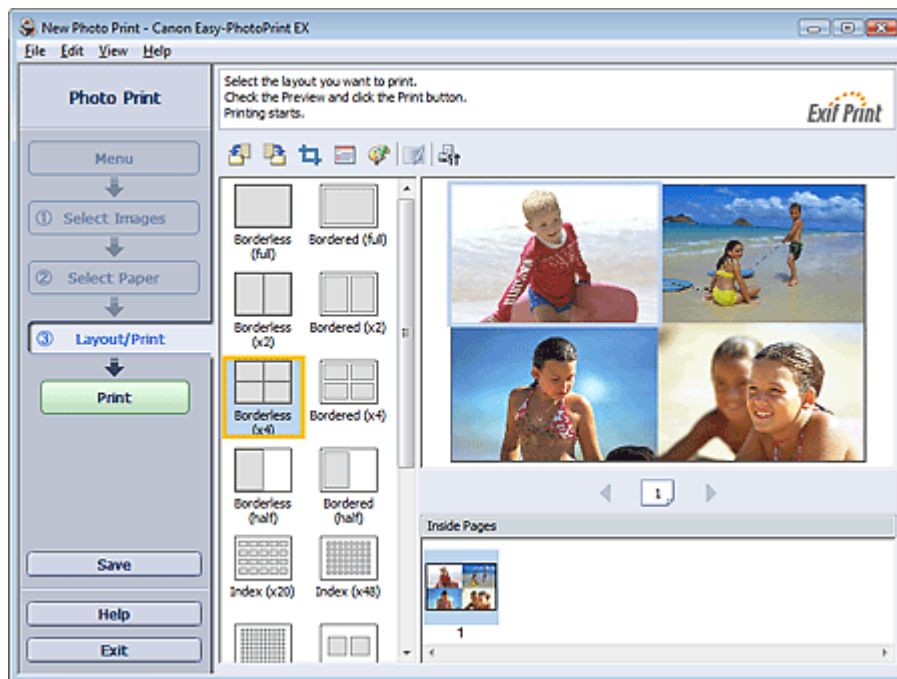 New Photo Print - Canon Easy-PhotoPrint EX
File Edit View Help
Photo Print
Menu
① Select Images
② Select Paper
③ Layout/Print
Print
Save
Help
Exit
Select the layout you want to print.
Check the Preview and click the Print button.
Printing starts.
Exif Print
Borderless
(full)
Bordered (full)
Borderless
(x2)
Bordered (x2)
Borderless
(x4)
Bordered (x4)
Borderless
(half)
Bordered
(half)
Index (x20)
Index (x48)
1
Inside Pages
1